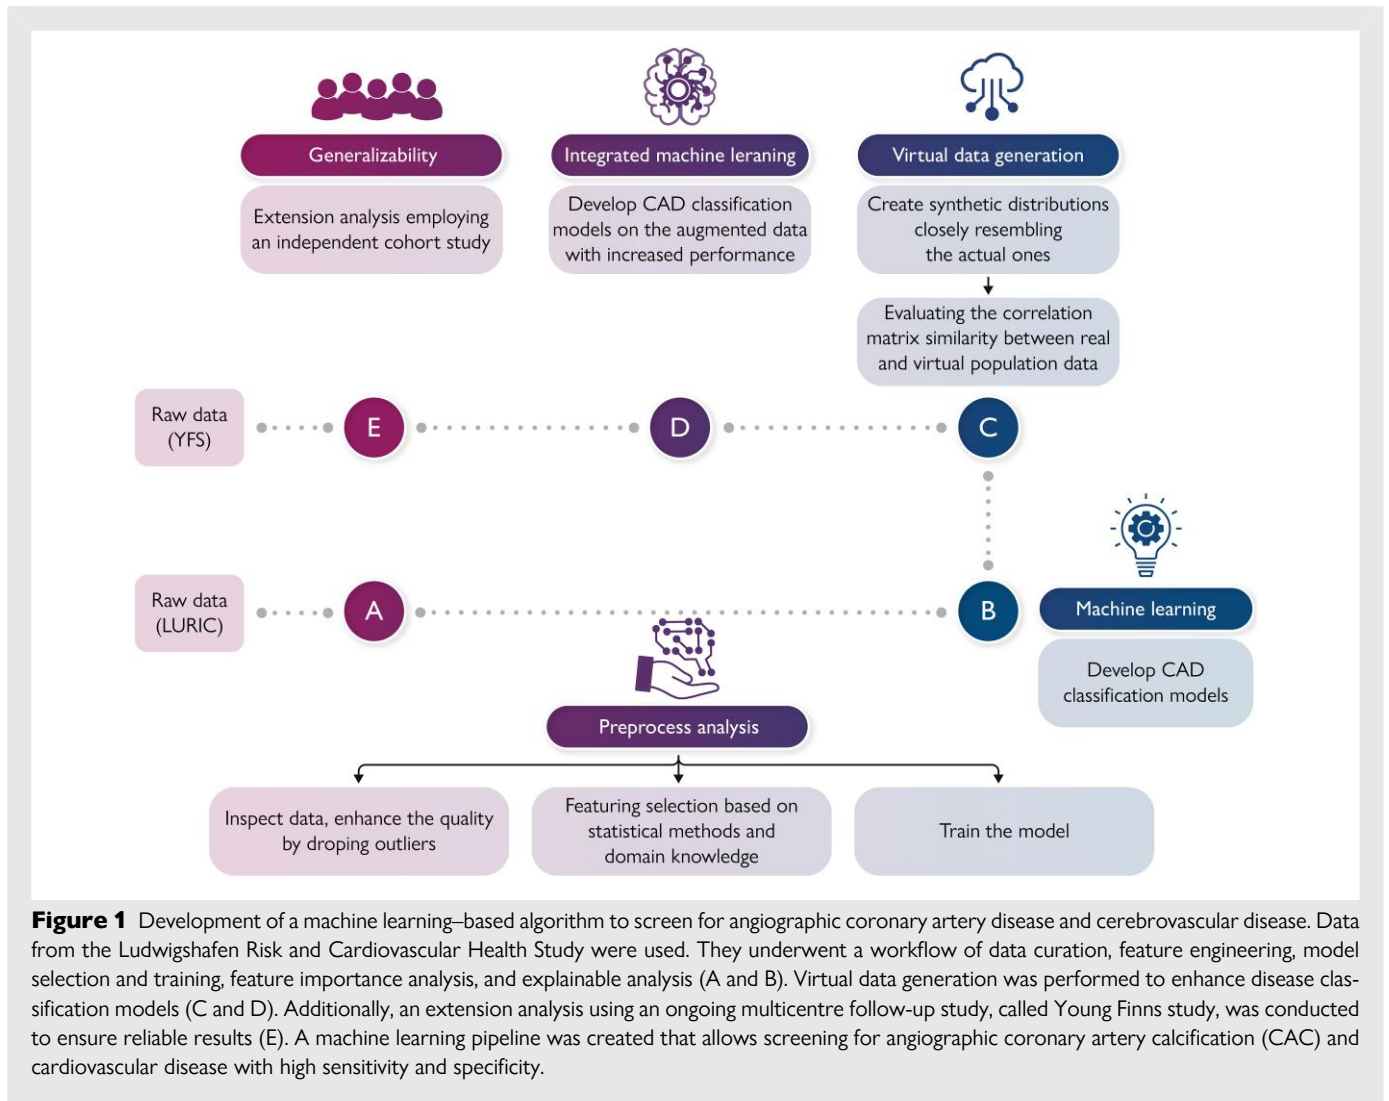 Generalizability
Extension analysis employing
an independent cohort study
Integrated machine leraning
Develop CAD classification
models on the augmented data
with increased performance
Virtual data generation
Create synthetic distributions
closely resembling
the actual ones
Evaluating the correlation
matrix similarity between real
and virtual population data
Raw data
(YFS)
E
D
C
Raw data
(LURIC)
A
B
Machine learning
Develop CAD
classification models
Preprocess analysis
Inspect data, enhance the quality
by droping outliers
Featuring selection based on
statistical methods and
domain knowledge
Train the model
Figure 1 Development of a machine learning–based algorithm to screen for angiographic coronary artery disease and cerebrovascular disease. Data
from the Ludwigshafen Risk and Cardiovascular Health Study were used. They underwent a workflow of data curation, feature engineering, model
selection and training, feature importance analysis, and explainable analysis (A and B). Virtual data generation was performed to enhance disease clas-
sification models (C and D). Additionally, an extension analysis using an ongoing multicentre follow-up study, called Young Finns study, was conducted
to ensure reliable results (E). A machine learning pipeline was created that allows screening for angiographic coronary artery calcification (CAC) and
cardiovascular disease with high sensitivity and specificity.